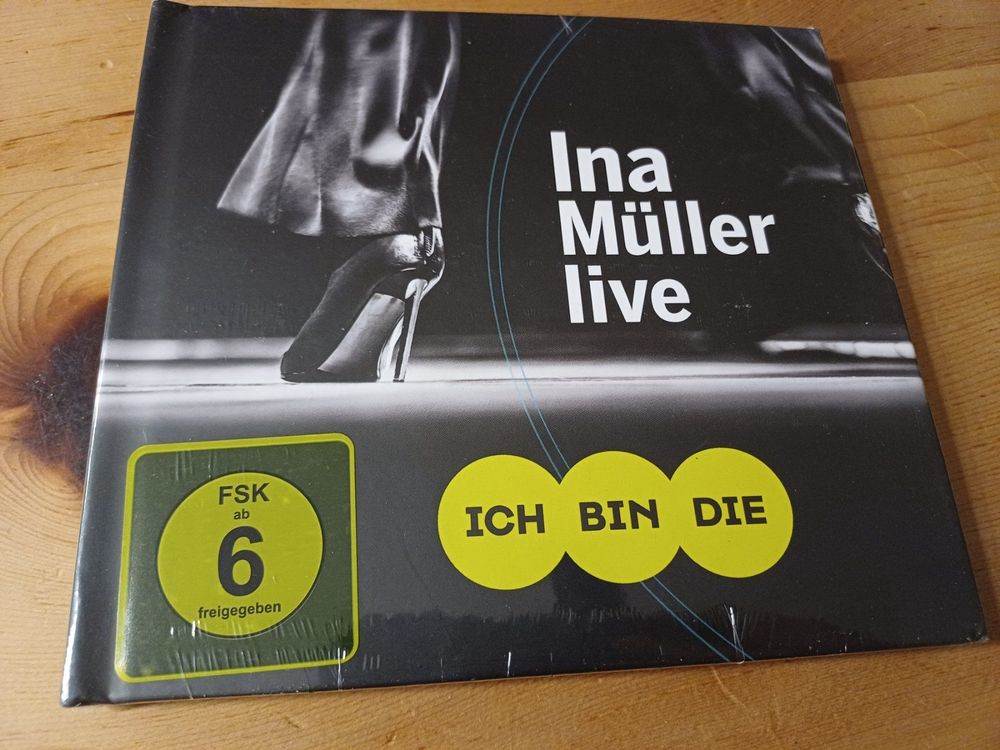 Ina
Müller
live
ICH BIN DIE
FSK
ab
6
freigegeben